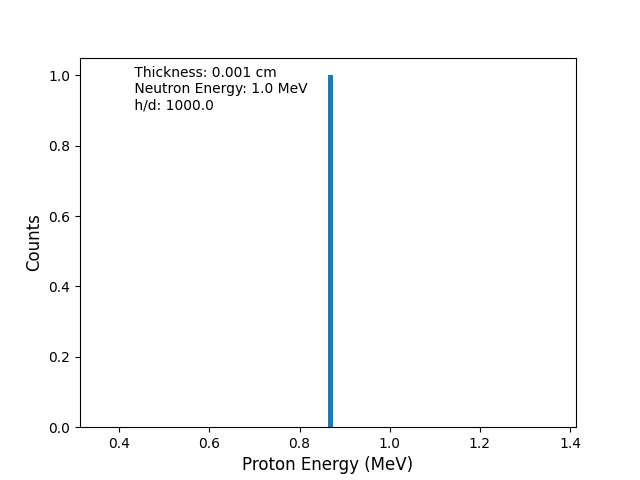 Thickness: 0.001 cm
Neutron Energy: 1.0 MeV
h/d: 1000.0
1.0
0.8
0.6
0.4
0.2
0.0
Counts
0.4 0.6 0.8 1.0 1.2 1.4
Proton Energy (MeV)